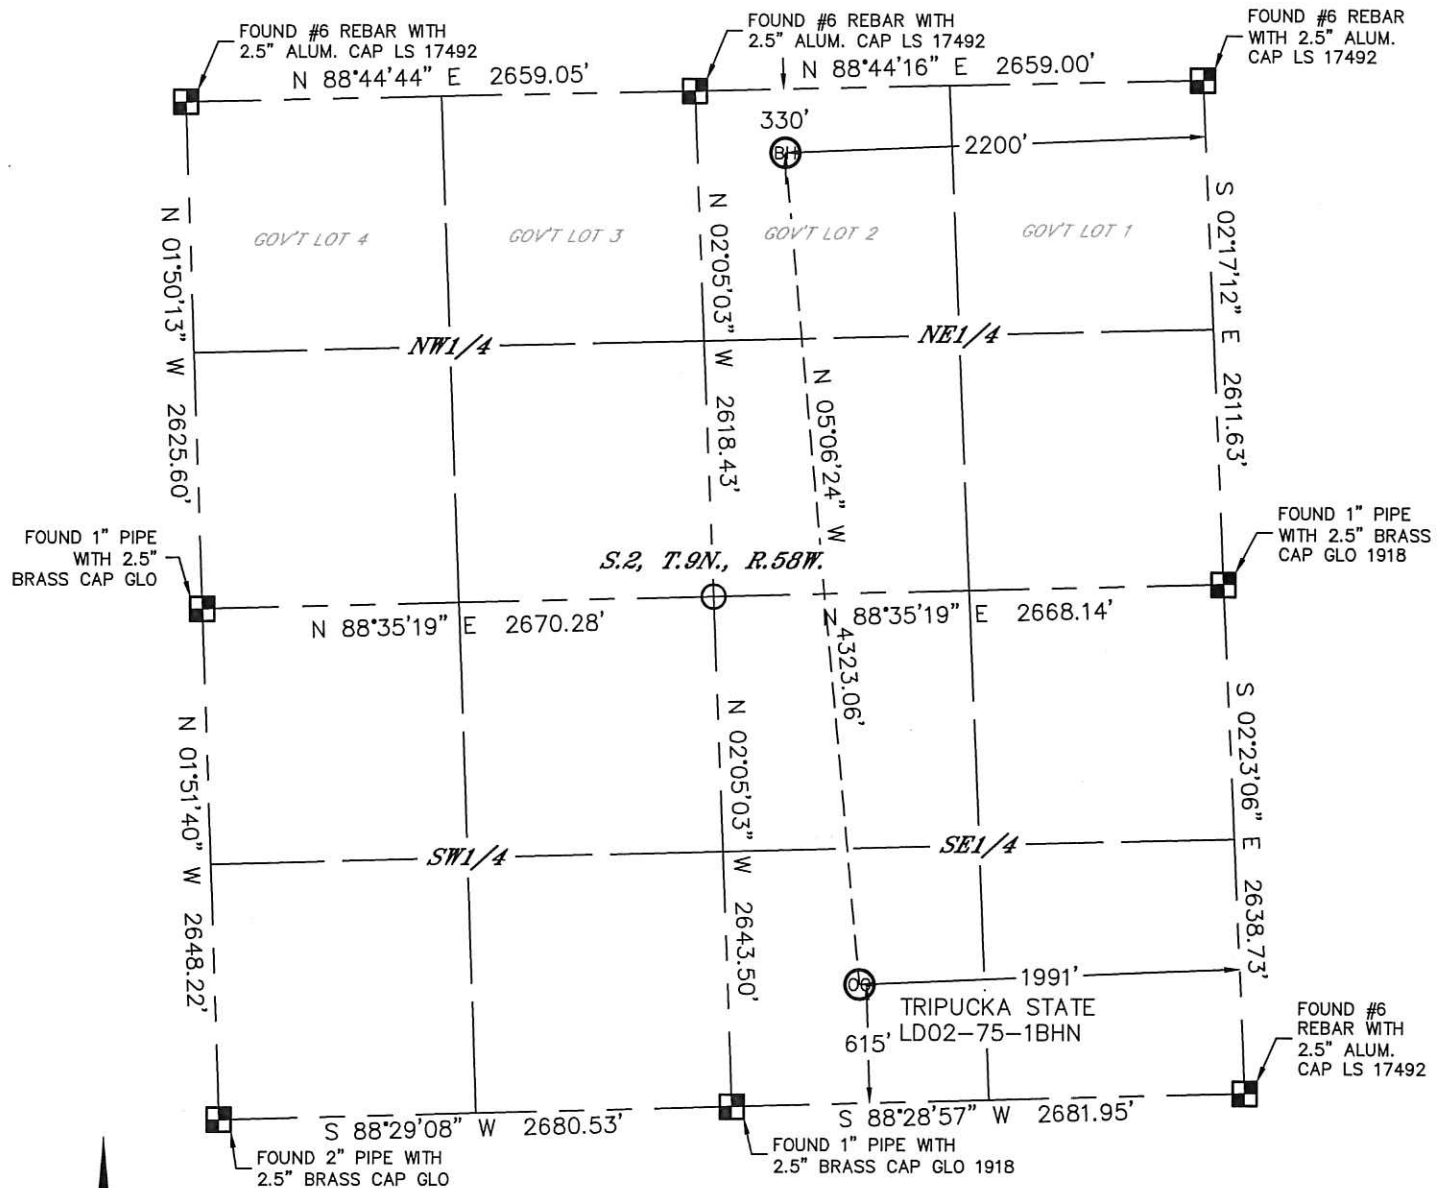 FOUND #6 REBAR WITH
2.5" ALUM. CAP LS 17492
FOUND #6 REBAR WITH
2.5" ALUM. CAP LS 17492
FOUND #6 REBAR
WITH 2.5" ALUM.
CAP LS 17492
N 88°44'44" E 2659.05'
N 88°44'16" E 2659.00'
330'
BH
2200'
GOV'T LOT 4
GOV'T LOT 3
GOV'T LOT 2
GOV'T LOT 1
N 01°50'13" W 2625.60'
N 02°05'03" W 2618.43'
S 02°17'12" E 2611.63'
NW1/4
NE1/4
N 05°06'24" W
FOUND 1" PIPE
WITH 2.5"
BRASS CAP GLO
S.2, T.9N., R.58W.
FOUND 1" PIPE
WITH 2.5" BRASS
CAP GLO 1918
N 88°35'19" E 2670.28'
N 88°35'19" E 2668.14'
4323.06'
N 01°51'40" W 2648.22'
N 02°05'03" W 2643.50'
S 02°23'06" E 2638.73'
SW1/4
SE1/4
OG
1991'
TRIPUCKA STATE
LD02-75-1BHN
615'
FOUND #6
REBAR WITH
2.5" ALUM.
CAP LS 17492
S 88°29'08" W 2680.53'
S 88°28'57" W 2681.95'
FOUND 2" PIPE WITH
2.5" BRASS CAP GLO
FOUND 1" PIPE WITH
2.5" BRASS CAP GLO 1918